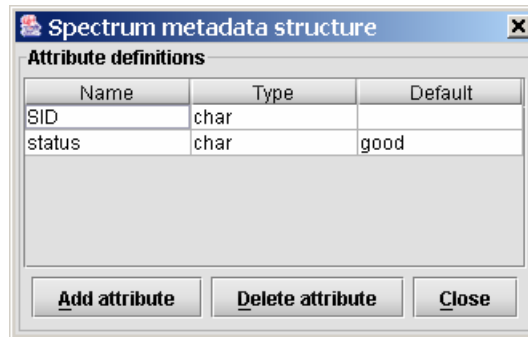 Spectrum metadata structure
Attribute definitions
Name Type Default
SID char
status char good
Add attribute Delete attribute Close